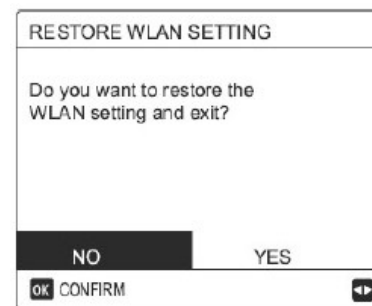 RESTORE WLAN SETTING
Do you want to restore the
WLAN setting and exit?
NO YES
OK CONFIRM